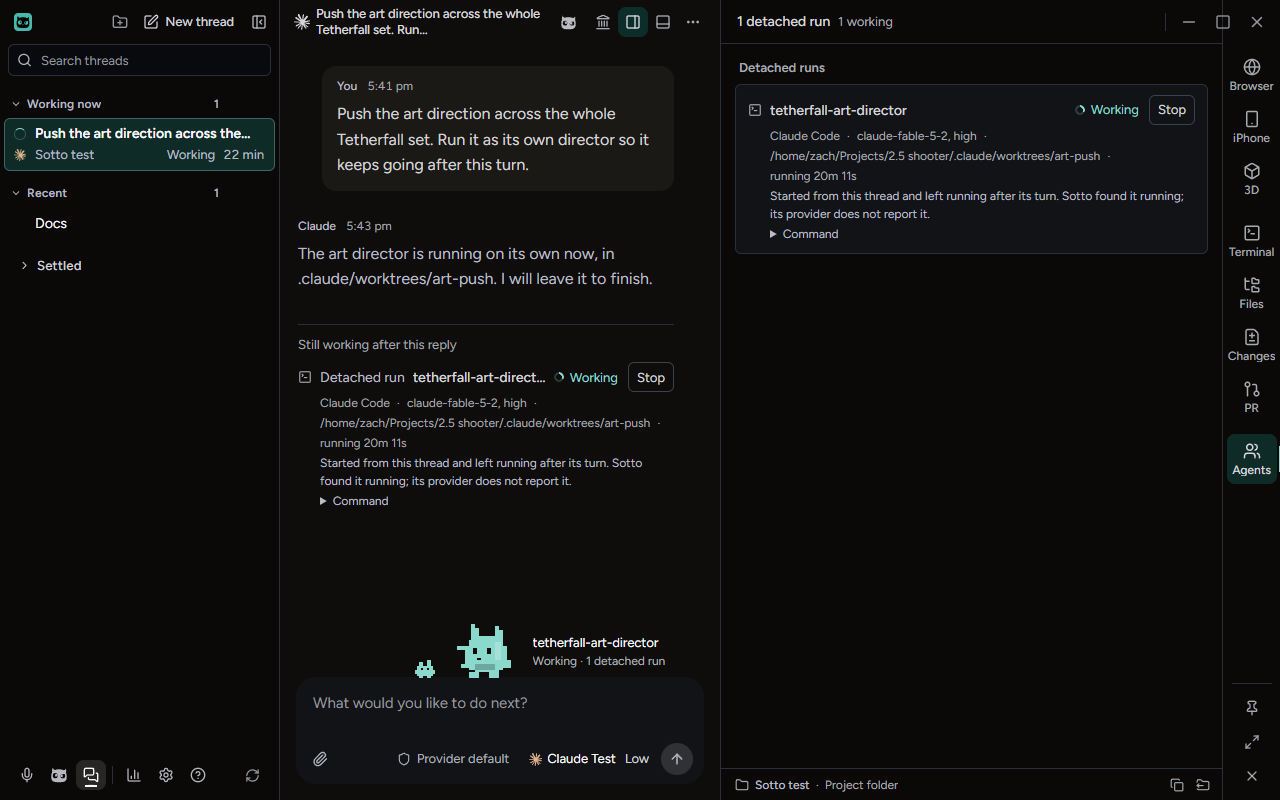 New thread
Search threads
Working now 1
Push the art direction across the...
Sotto test Working 22 min
Recent 1
Docs
Settled
Push the art direction across the whole
Tetherfall set. Run...
You 5:41 pm
Push the art direction across the whole
Tetherfall set. Run it as its own director so it
keeps going after this turn.
Claude 5:43 pm
The art director is running on its own now, in
.claude/worktrees/art-push. I will leave it to finish.
Still working after this reply
Detached run tetherfall-art-direct... Working Stop
Claude Code · claude-fable-5-2, high ·
/home/zach/Projects/2.5 shooter/.claude/worktrees/art-push ·
running 20m 11s
Started from this thread and left running after its turn. Sotto
found it running; its provider does not report it.
Command
tetherfall-art-director
Working · 1 detached run
What would you like to do next?
Provider default Claude Test Low
1 detached run 1 working
Detached runs
tetherfall-art-director Working Stop
Claude Code · claude-fable-5-2, high ·
/home/zach/Projects/2.5 shooter/.claude/worktrees/art-push ·
running 20m 11s
Started from this thread and left running after its turn. Sotto found it running;
its provider does not report it.
Command
Sotto test · Project folder
Browser
iPhone
3D
Terminal
Files
Changes
PR
Agents